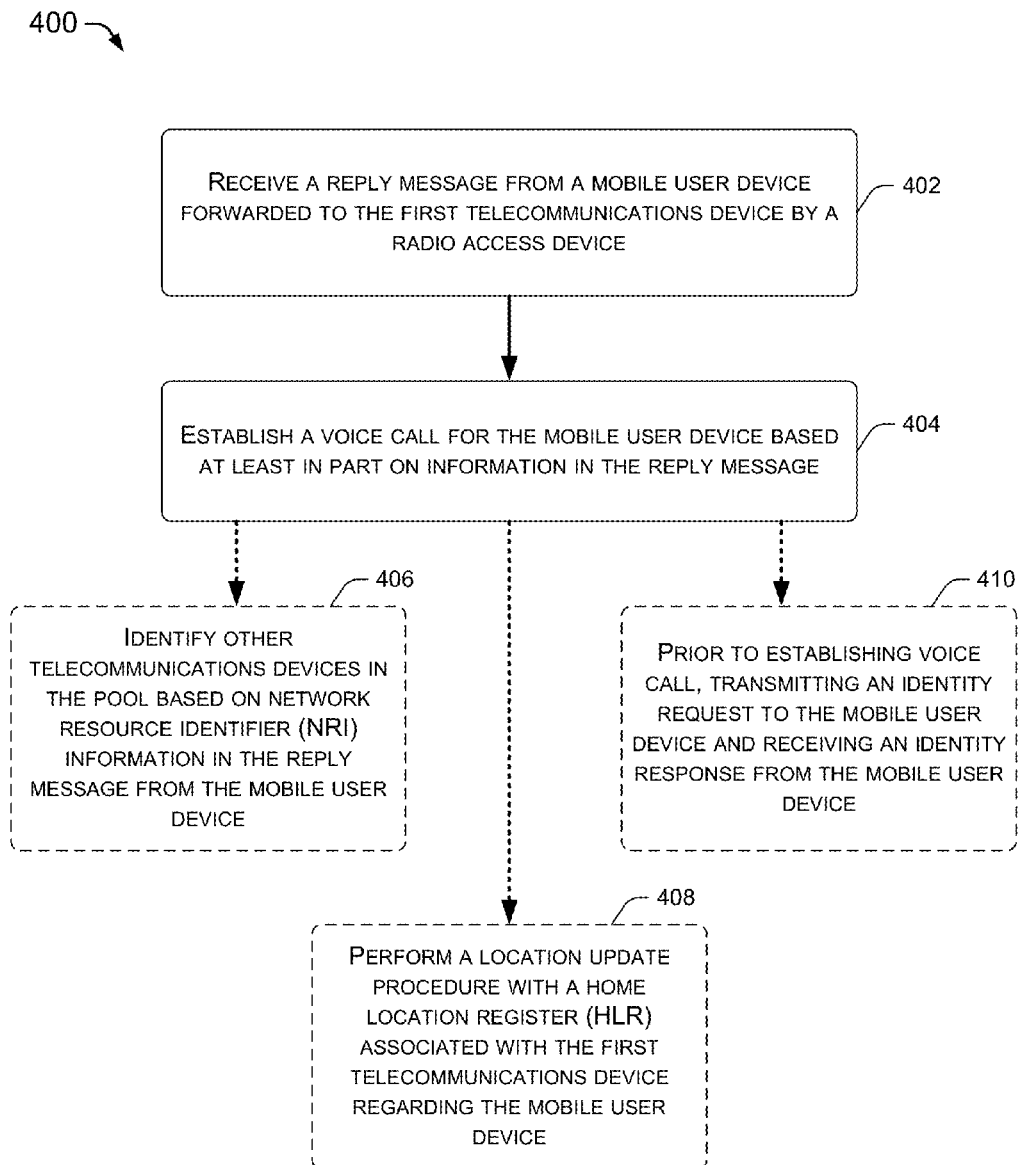 400
RECEIVE A REPLY MESSAGE FROM A MOBILE USER DEVICE
FORWARDED TO THE FIRST TELECOMMUNICATIONS DEVICE BY A
RADIO ACCESS DEVICE
402
ESTABLISH A VOICE CALL FOR THE MOBILE USER DEVICE BASED
AT LEAST IN PART ON INFORMATION IN THE REPLY MESSAGE
404
406
IDENTIFY OTHER
TELECOMMUNICATIONS DEVICES IN
THE POOL BASED ON NETWORK
RESOURCE IDENTIFIER (NRI)
INFORMATION IN THE REPLY
MESSAGE FROM THE MOBILE USER
DEVICE
410
PRIOR TO ESTABLISHING VOICE
CALL, TRANSMITTING AN IDENTITY
REQUEST TO THE MOBILE USER
DEVICE AND RECEIVING AN IDENTITY
RESPONSE FROM THE MOBILE USER
DEVICE
408
PERFORM A LOCATION UPDATE
PROCEDURE WITH A HOME
LOCATION REGISTER (HLR)
ASSOCIATED WITH THE FIRST
TELECOMMUNICATIONS DEVICE
REGARDING THE MOBILE USER
DEVICE